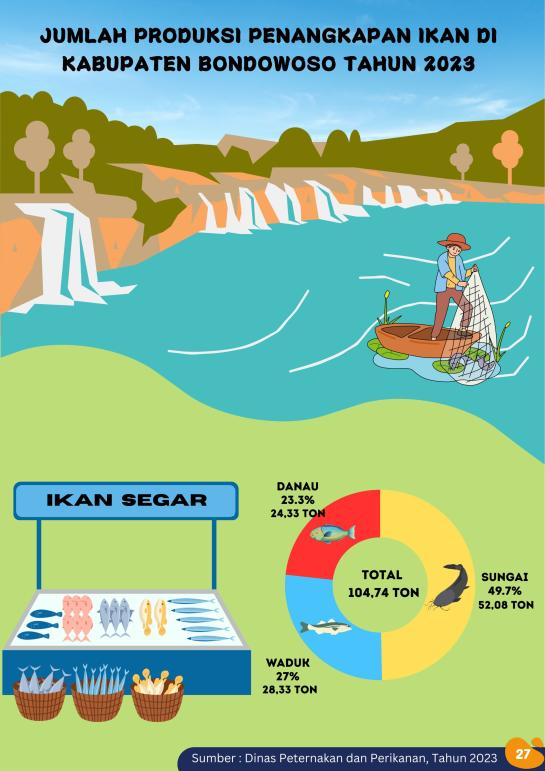 JUMLAH PRODUKSI PENANGKAPAN IKAN DI
KABUPATEN BONDOWOSO TAHUN 2023
IKAN SEGAR
DANAU
23.3%
24,33 TON
TOTAL
104,74 TON
SUNGAI
49.7%
52,08 TON
WADUK
27%
28,33 TON
Sumber : Dinas Peternakan dan Perikanan, Tahun 2023
27